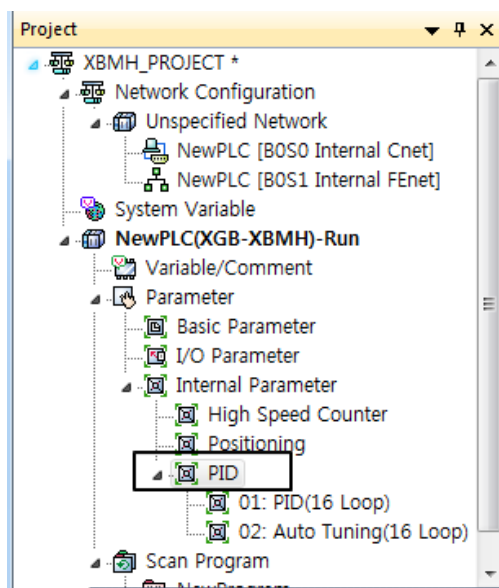 Project
XBMH_PROJECT *
Network Configuration
Unspecified Network
NewPLC [B0S0 Internal Cnet]
NewPLC [B0S1 Internal FEnet]
System Variable
NewPLC(XGB-XBMH)-Run
Variable/Comment
Parameter
Basic Parameter
I/O Parameter
Internal Parameter
High Speed Counter
Positioning
PID
01: PID(16 Loop)
02: Auto Tuning(16 Loop)
Scan Program
NewProgram